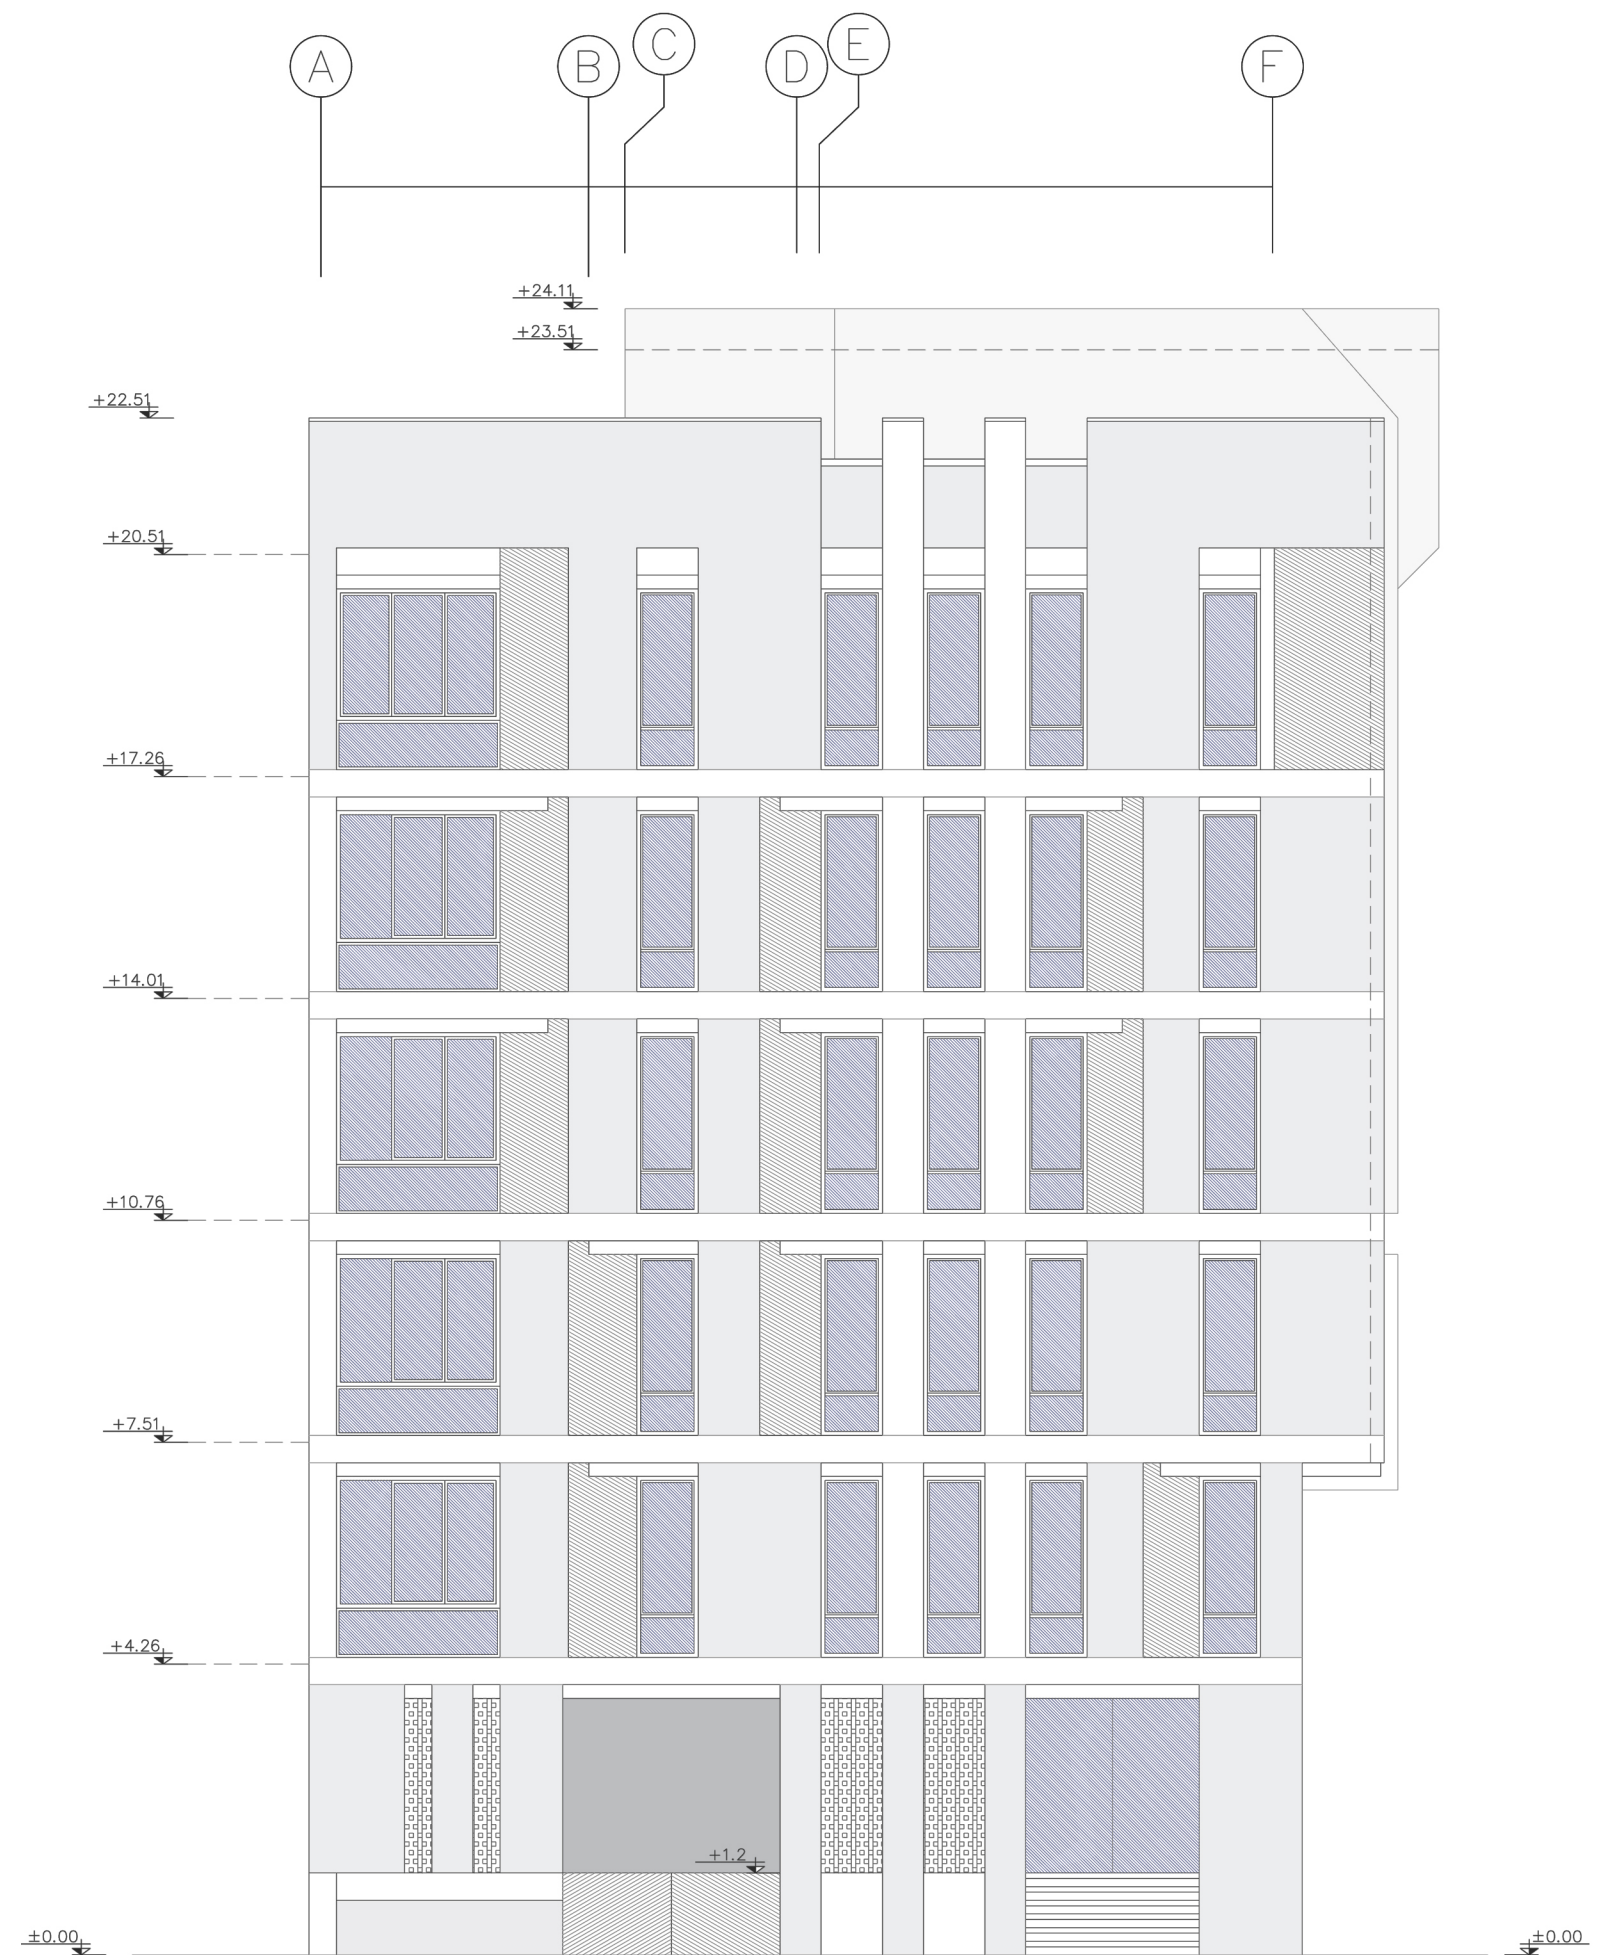 A
B
C
D
E
F
+24.11
+23.51
+22.51
+20.51
+17.26
+14.01
+10.76
+7.51
+4.26
+1.2
±0.00
±0.00